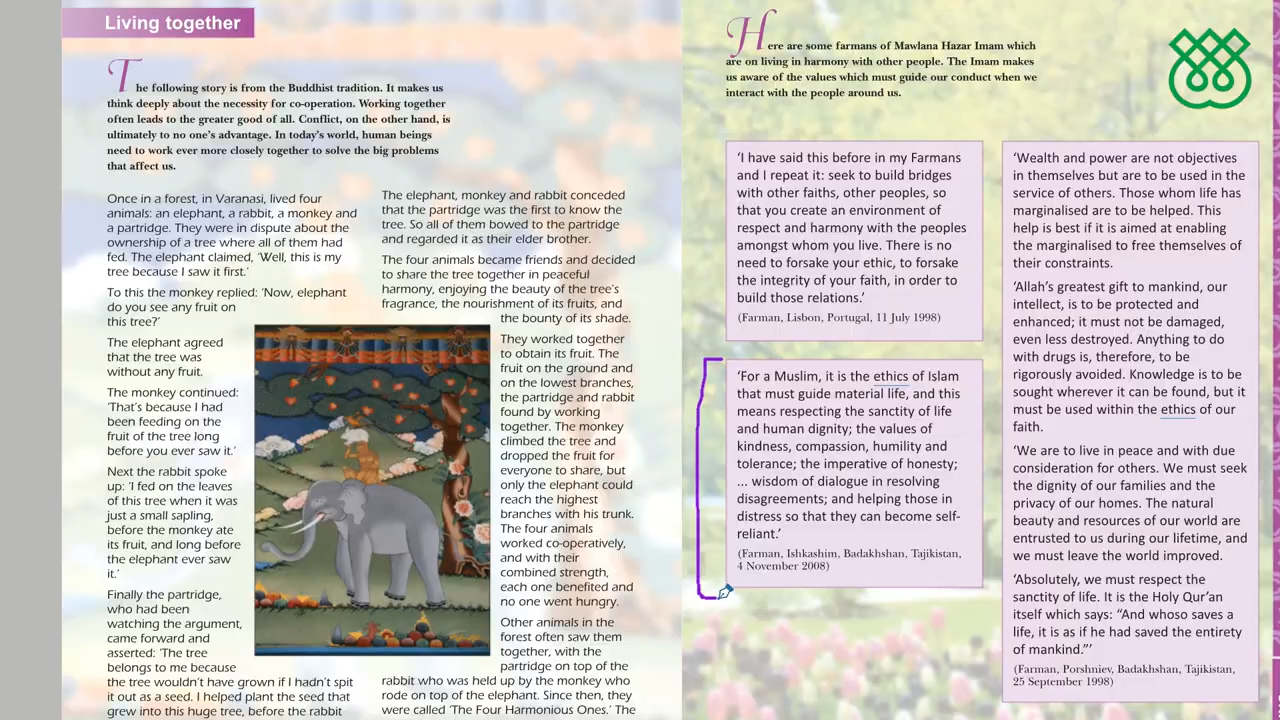 Living together
The following story is from the Buddhist tradition. It makes us
think deeply about the necessity for co-operation. Working together
often leads to the greater good of all. Conflict, on the other hand, is
ultimately to no one's advantage. In today's world, human beings
need to work ever more closely together to solve the big problems
that affect us.
Once in a forest, in Varanasi, lived four
animals: an elephant, a rabbit, a monkey and
a partridge. They were in dispute about the
ownership of a tree where all of them had
fed. The elephant claimed, 'Well, this is my
tree because I saw it first.'
To this the monkey replied: 'Now, elephant
do you see any fruit on
this tree?'
The elephant agreed
that the tree was
without any fruit.
The monkey continued:
'That's because I had
been feeding on the
fruit of the tree long
before you ever saw it.'
Next the rabbit spoke
up: 'I fed on the leaves
of this tree when it was
just a small sapling,
before the monkey ate
its fruit, and long before
the elephant ever saw
it.'
Finally the partridge,
who had been
watching the argument,
came forward and
asserted: 'The tree
belongs to me because
the tree wouldn't have grown if I hadn't spit
it out as a seed. I helped plant the seed that
grew into this huge tree, before the rabbit
The elephant, monkey and rabbit conceded
that the partridge was the first to know the
tree. So all of them bowed to the partridge
and regarded it as their elder brother.
The four animals became friends and decided
to share the tree together in peaceful
harmony, enjoying the beauty of the tree's
fragrance, the nourishment of its fruits, and
the bounty of its shade.
They worked together
to obtain its fruit. The
fruit on the ground and
on the lowest branches,
the partridge and rabbit
found by working
together. The monkey
climbed the tree and
dropped the fruit for
everyone to share, but
only the elephant could
reach the highest
branches with his trunk.
The four animals
worked co-operatively,
and with their
combined strength,
each one benefited and
no one went hungry.
Other animals in the
forest often saw them
together, with the
partridge on top of the
rabbit who was held up by the monkey who
rode on top of the elephant. Since then, they
were called 'The Four Harmonious Ones.' The
Here are some farmans of Mawlana Hazar Imam which
are on living in harmony with other people. The Imam makes
us aware of the values which must guide our conduct when we
interact with the people around us.
'I have said this before in my Farmans
and I repeat it: seek to build bridges
with other faiths, other peoples, so
that you create an environment of
respect and harmony with the peoples
amongst whom you live. There is no
need to forsake your ethic, to forsake
the integrity of your faith, in order to
build those relations.'
(Farman, Lisbon, Portugal, 11 July 1998)
'For a Muslim, it is the ethics of Islam
that must guide material life, and this
means respecting the sanctity of life
and human dignity; the values of
kindness, compassion, humility and
tolerance; the imperative of honesty;
... wisdom of dialogue in resolving
disagreements; and helping those in
distress so that they can become self-
reliant.'
(Farman, Ishkashim, Badakhshan, Tajikistan,
4 November 2008)
'Wealth and power are not objectives
in themselves but are to be used in the
service of others. Those whom life has
marginalised are to be helped. This
help is best if it is aimed at enabling
the marginalised to free themselves of
their constraints.
'Allah's greatest gift to mankind, our
intellect, is to be protected and
enhanced; it must not be damaged,
even less destroyed. Anything to do
with drugs is, therefore, to be
rigorously avoided. Knowledge is to be
sought wherever it can be found, but it
must be used within the ethics of our
faith.
'We are to live in peace and with due
consideration for others. We must seek
the dignity of our families and the
privacy of our homes. The natural
beauty and resources of our world are
entrusted to us during our lifetime, and
we must leave the world improved.
'Absolutely, we must respect the
sanctity of life. It is the Holy Qur'an
itself which says: "And whoso saves a
life, it is as if he had saved the entirety
of mankind."'
(Farman, Porshniev, Badakhshan, Tajikistan,
25 September 1998)